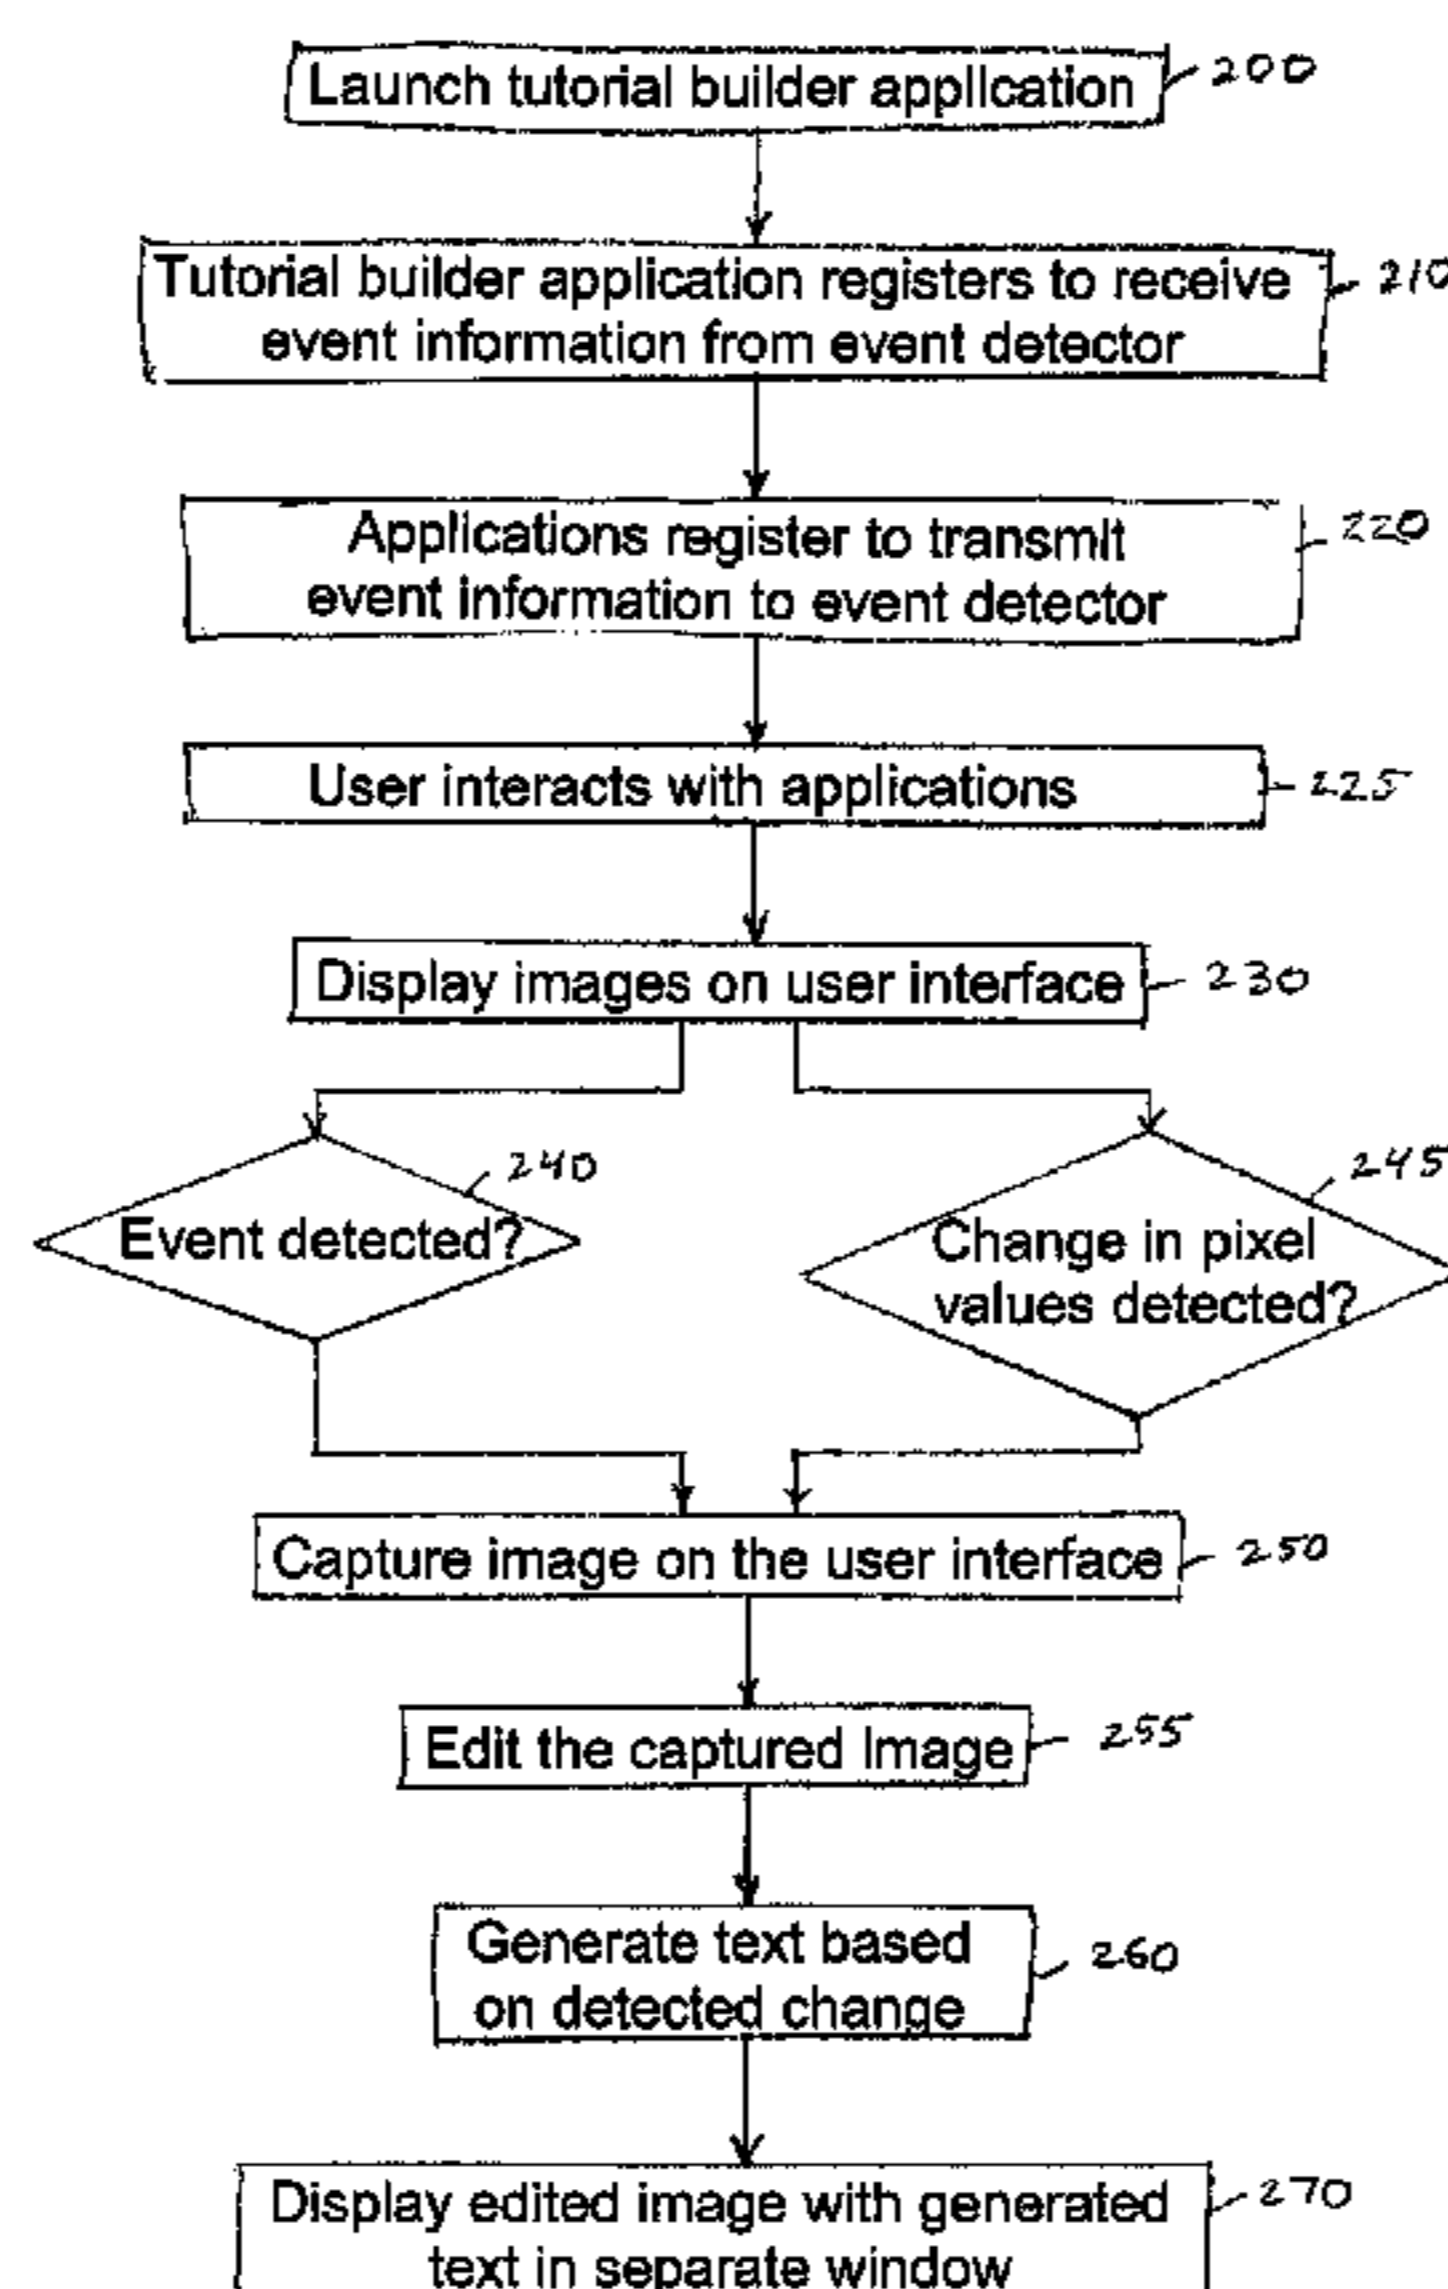 Launch tutorial builder application
200
Tutorial builder application registers to receive
event information from event detector
210
Applications register to transmit
event information to event detector
220
User interacts with applications
225
Display images on user interface
230
240
Event detected?
245
Change in pixel
values detected?
Capture image on the user interface
250
Edit the captured Image
255
Generate text based
on detected change
260
Display edited image with generated
text in separate window
270